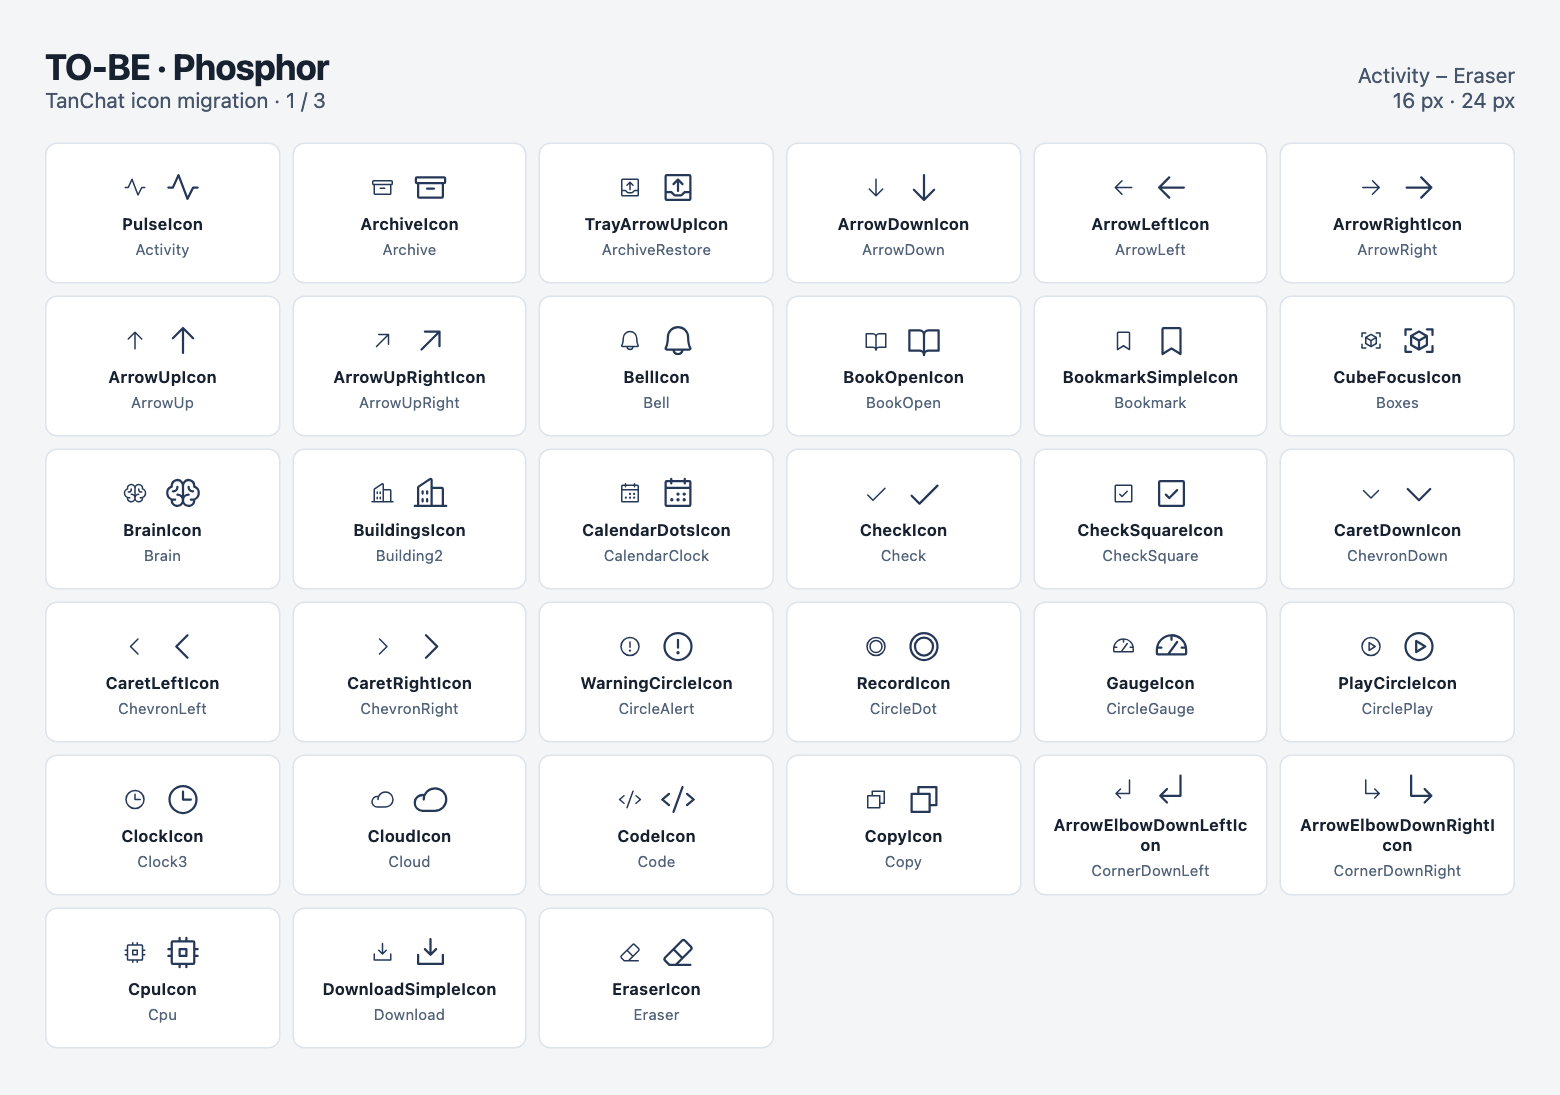 TO-BE · Phosphor
TanChat icon migration · 1 / 3
Activity – Eraser
16 px · 24 px
PulseIcon
Activity
ArchiveIcon
Archive
TrayArrowUpIcon
ArchiveRestore
ArrowDownIcon
ArrowDown
ArrowLeftIcon
ArrowLeft
ArrowRightIcon
ArrowRight
ArrowUpIcon
ArrowUp
ArrowUpRightIcon
ArrowUpRight
BellIcon
Bell
BookOpenIcon
BookOpen
BookmarkSimpleIcon
Bookmark
CubeFocusIcon
Boxes
BrainIcon
Brain
BuildingsIcon
Building2
CalendarDotsIcon
CalendarClock
CheckIcon
Check
CheckSquareIcon
CheckSquare
CaretDownIcon
ChevronDown
CaretLeftIcon
ChevronLeft
CaretRightIcon
ChevronRight
WarningCircleIcon
CircleAlert
RecordIcon
CircleDot
GaugeIcon
CircleGauge
PlayCircleIcon
CirclePlay
ClockIcon
Clock3
CloudIcon
Cloud
CodeIcon
Code
CopyIcon
Copy
ArrowElbowDownLeftIc
on
CornerDownLeft
ArrowElbowDownRightI
con
CornerDownRight
CpuIcon
Cpu
DownloadSimpleIcon
Download
EraserIcon
Eraser